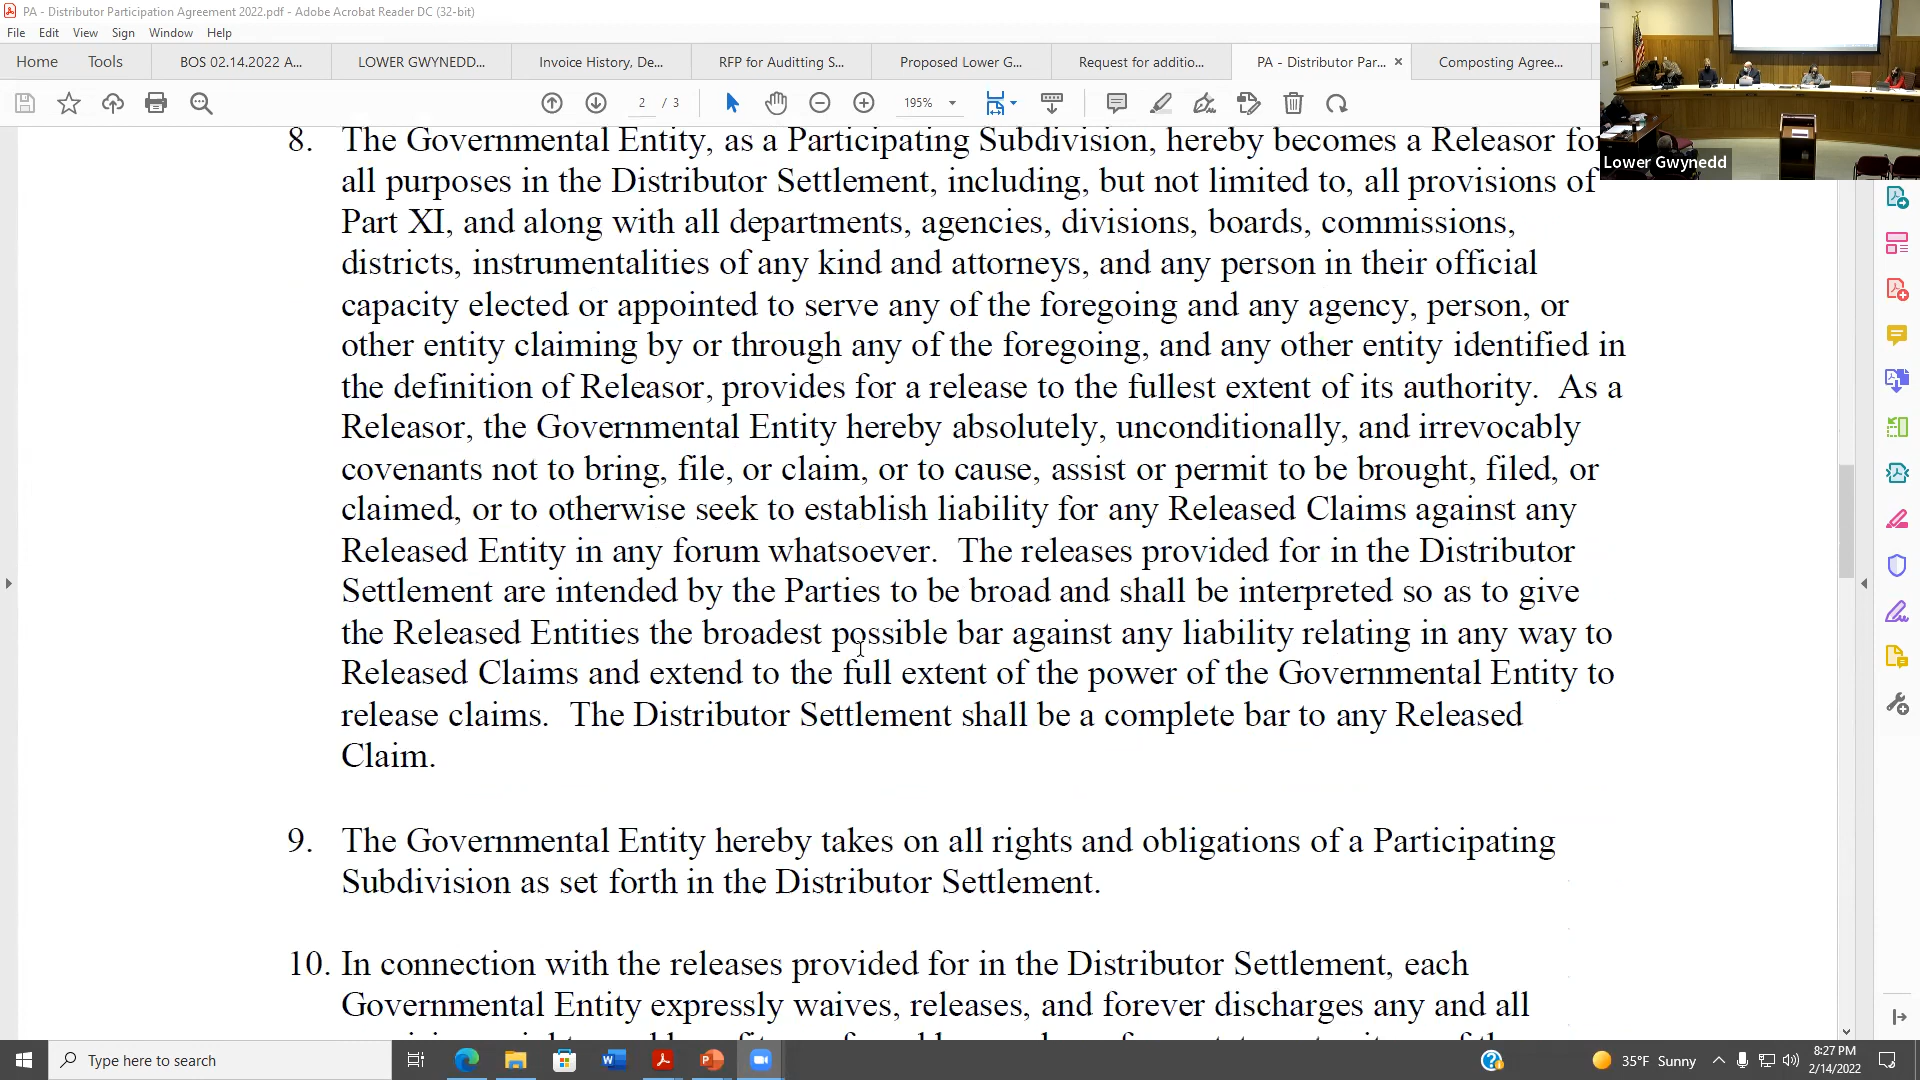 PA - Distributor Participation Agreement 2022.pdf - Adobe Acrobat Reader DC (32-bit)
File Edit View Sign Window Help
Home Tools BOS 02.14.2022 A... LOWER GWYNEDD... Invoice History, De... RFP for Auditting S... Proposed Lower G... Request for additio... PA - Distributor Par... × Composting Agree...
2 / 3 195%
Lower Gwynedd
8. The Governmental Entity, as a Participating Subdivision, hereby becomes a Releasor for
all purposes in the Distributor Settlement, including, but not limited to, all provisions of
Part XI, and along with all departments, agencies, divisions, boards, commissions,
districts, instrumentalities of any kind and attorneys, and any person in their official
capacity elected or appointed to serve any of the foregoing and any agency, person, or
other entity claiming by or through any of the foregoing, and any other entity identified in
the definition of Releasor, provides for a release to the fullest extent of its authority. As a
Releasor, the Governmental Entity hereby absolutely, unconditionally, and irrevocably
covenants not to bring, file, or claim, or to cause, assist or permit to be brought, filed, or
claimed, or to otherwise seek to establish liability for any Released Claims against any
Released Entity in any forum whatsoever. The releases provided for in the Distributor
Settlement are intended by the Parties to be broad and shall be interpreted so as to give
the Released Entities the broadest possible bar against any liability relating in any way to
Released Claims and extend to the full extent of the power of the Governmental Entity to
release claims. The Distributor Settlement shall be a complete bar to any Released
Claim.
9. The Governmental Entity hereby takes on all rights and obligations of a Participating
Subdivision as set forth in the Distributor Settlement.
10. In connection with the releases provided for in the Distributor Settlement, each
Governmental Entity expressly waives, releases, and forever discharges any and all
Type here to search
35°F Sunny
8:27 PM
2/14/2022